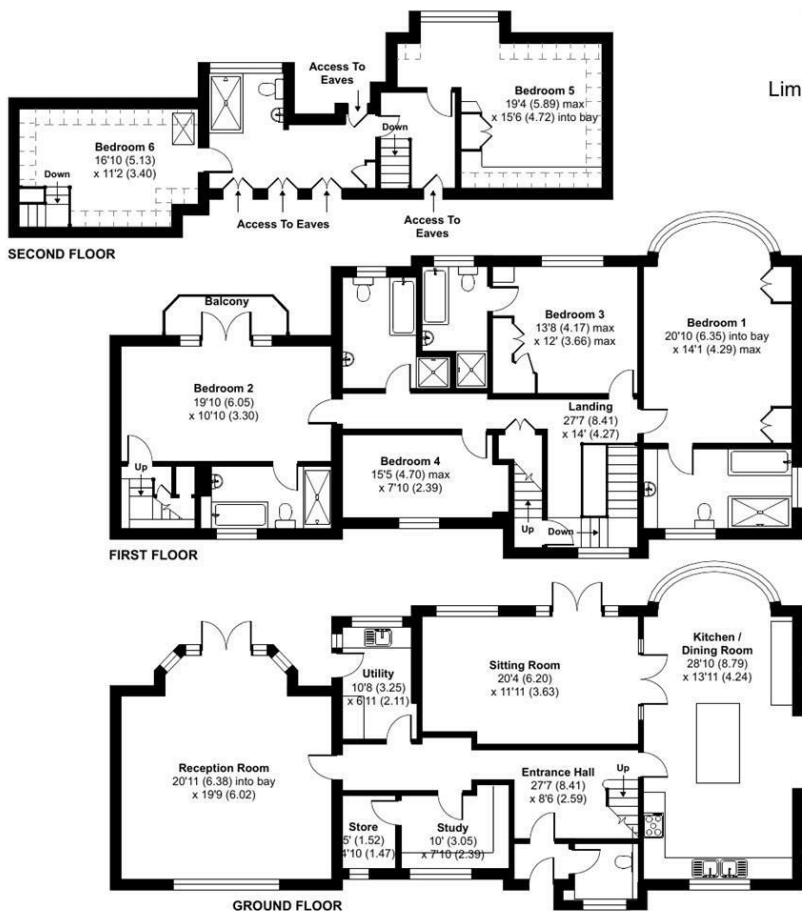 Lim
Access To
Eaves
Bedroom 5
19'4 (5.89) max
x 15'6 (4.72) into bay
Bedroom 6
16'10 (5.13)
x 11'2 (3.40)
Down
Down
Access To Eaves
Access To
Eaves
SECOND FLOOR
Balcony
Bedroom 3
13'8 (4.17) max
x 12' (3.66) max
Bedroom 1
20'10 (6.35) into bay
x 14'1 (4.29) max
Bedroom 2
19'10 (6.05)
x 10'10 (3.30)
Landing
27'7 (8.41)
x 14' (4.27)
Bedroom 4
15'5 (4.70) max
x 7'10 (2.39)
Up
Up
Down
FIRST FLOOR
Kitchen /
Dining Room
28'10 (8.79)
x 13'11 (4.24)
Sitting Room
20'4 (6.20)
x 11'11 (3.63)
Utility
10'8 (3.25)
x 6'11 (2.11)
Reception Room
20'11 (6.38) into bay
x 19'9 (6.02)
Entrance Hall
27'7 (8.41)
x 8'6 (2.59)
Up
Store
5' (1.52)
4'10 (1.47)
Study
10' (3.05)
x 7'10 (2.39)
GROUND FLOOR